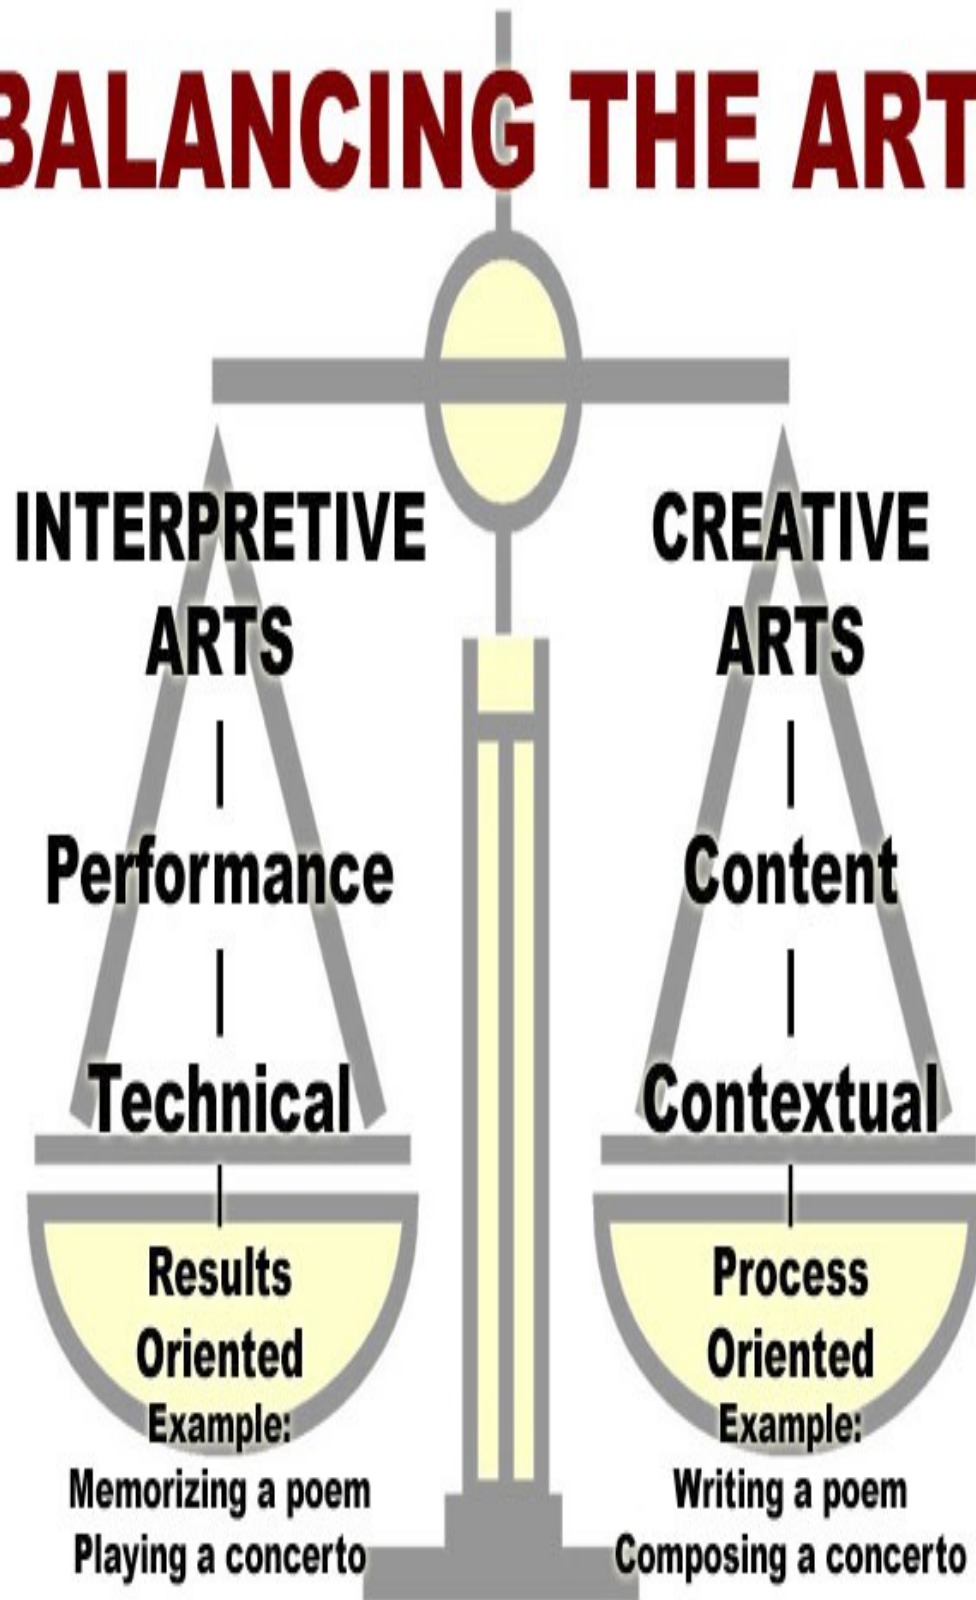 BALANCING THE ART
INTERPRETIVE
ARTS
Performance
Technical
Results
Oriented
Example:
Memorizing a poem
Playing a concerto
CREATIVE
ARTS
Content
Contextual
Process
Oriented
Example:
Writing a poem
Composing a concerto